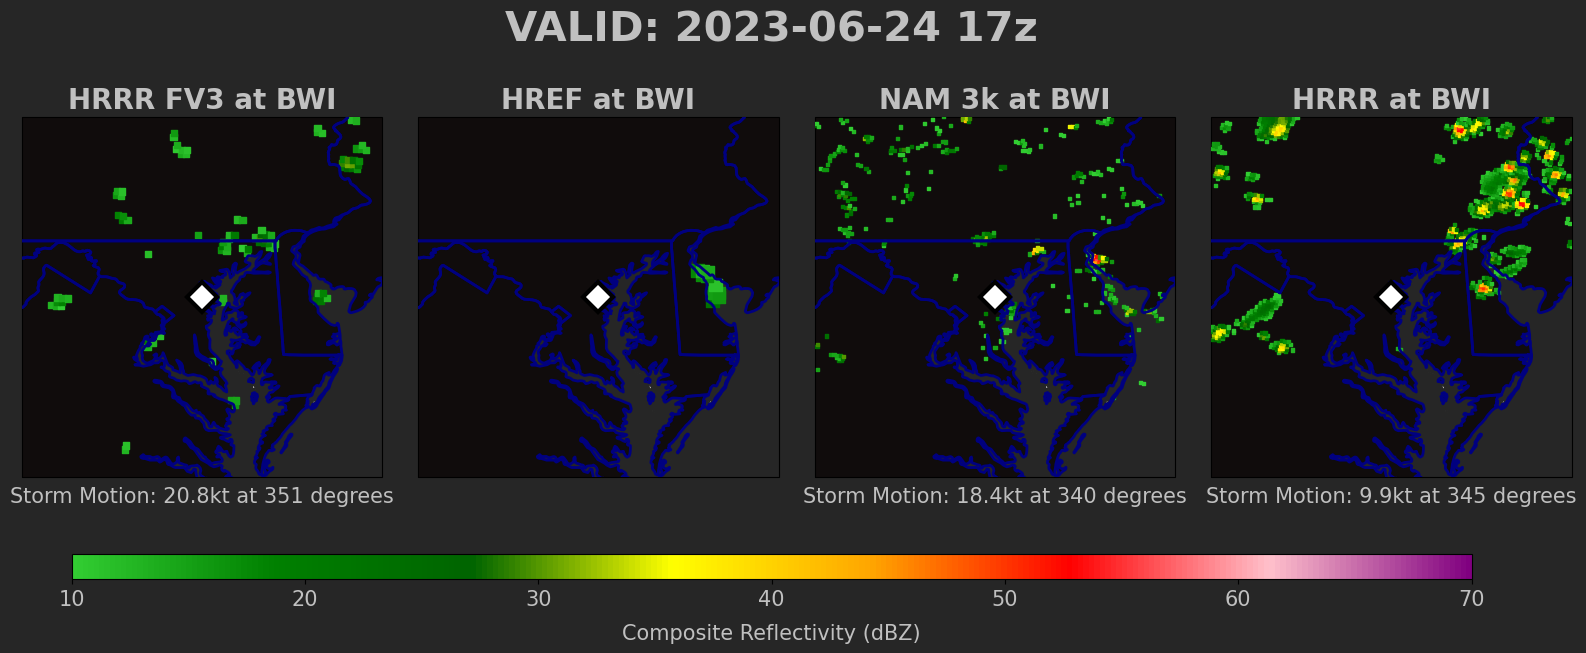 VALID: 2023-06-24 17z
HRRR FV3 at BWI
HREF at BWI
NAM 3k at BWI
HRRR at BWI
Storm Motion: 20.8kt at 351 degrees
Storm Motion: 18.4kt at 340 degrees
Storm Motion: 9.9kt at 345 degrees
10 20 30 40 50 60 70
Composite Reflectivity (dBZ)